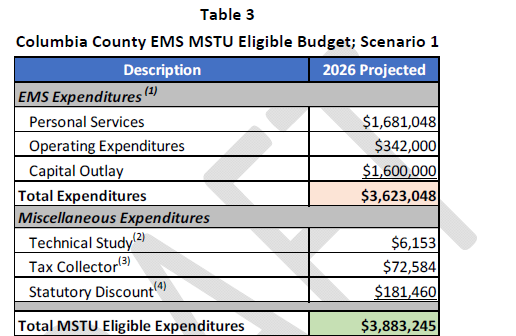 Table 3
Columbia County EMS MSTU Eligible Budget; Scenario 1
Description 2026 Projected
EMS Expenditures (1)
Personal Services $1,681,048
Operating Expenditures $342,000
Capital Outlay $1,600,000
Total Expenditures $3,623,048
Miscellaneous Expenditures
Technical Study(2) $6,153
Tax Collector(3) $72,584
Statutory Discount(4) $181,460
Total MSTU Eligible Expenditures $3,883,245